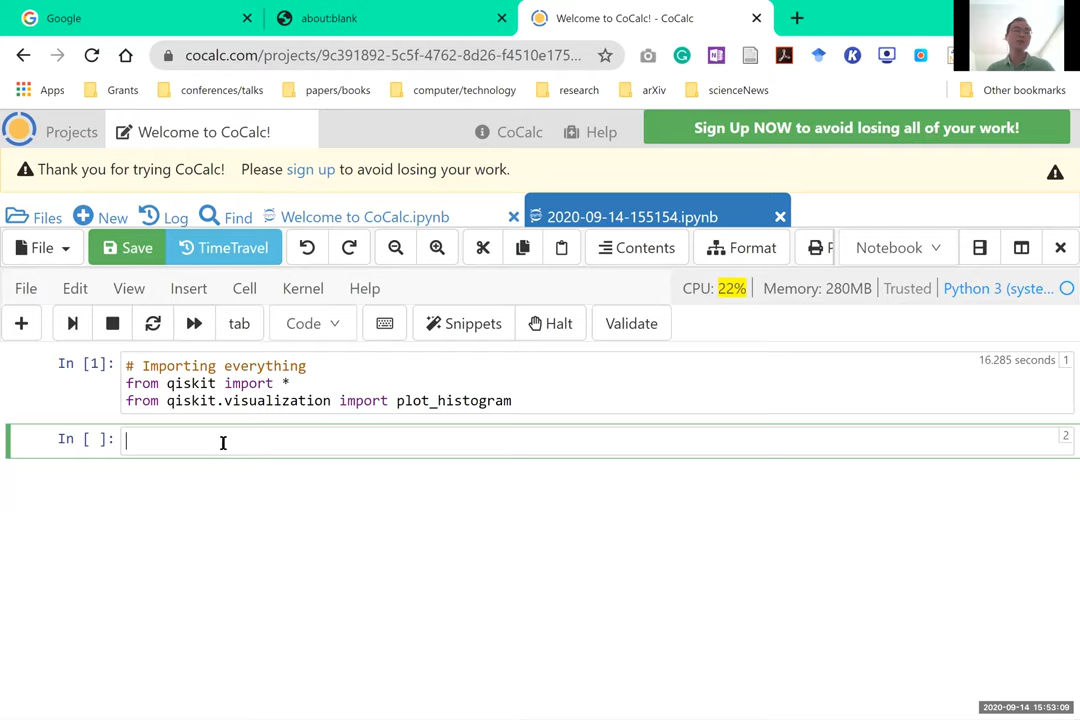 Google
about:blank
Welcome to CoCalc! - CoCalc
cocalc.com/projects/9c391892-5c5f-4762-8d26-f4510e175...
Apps Grants conferences/talks papers/books computer/technology research arXiv scienceNews Other bookmarks
Projects Welcome to CoCalc! CoCalc Help Sign Up NOW to avoid losing all of your work!
Thank you for trying CoCalc! Please sign up to avoid losing your work.
Files New Log Find Welcome to CoCalc.ipynb 2020-09-14-155154.ipynb
File Save TimeTravel Contents Format Notebook
File Edit View Insert Cell Kernel Help CPU: 22% Memory: 280MB Trusted Python 3 (syste...
tab Code Snippets Halt Validate
In [1]: # Importing everything 16.285 seconds 1
from qiskit import *
from qiskit.visualization import plot_histogram
In [ ]: 2
2020-09-14 15:53:09